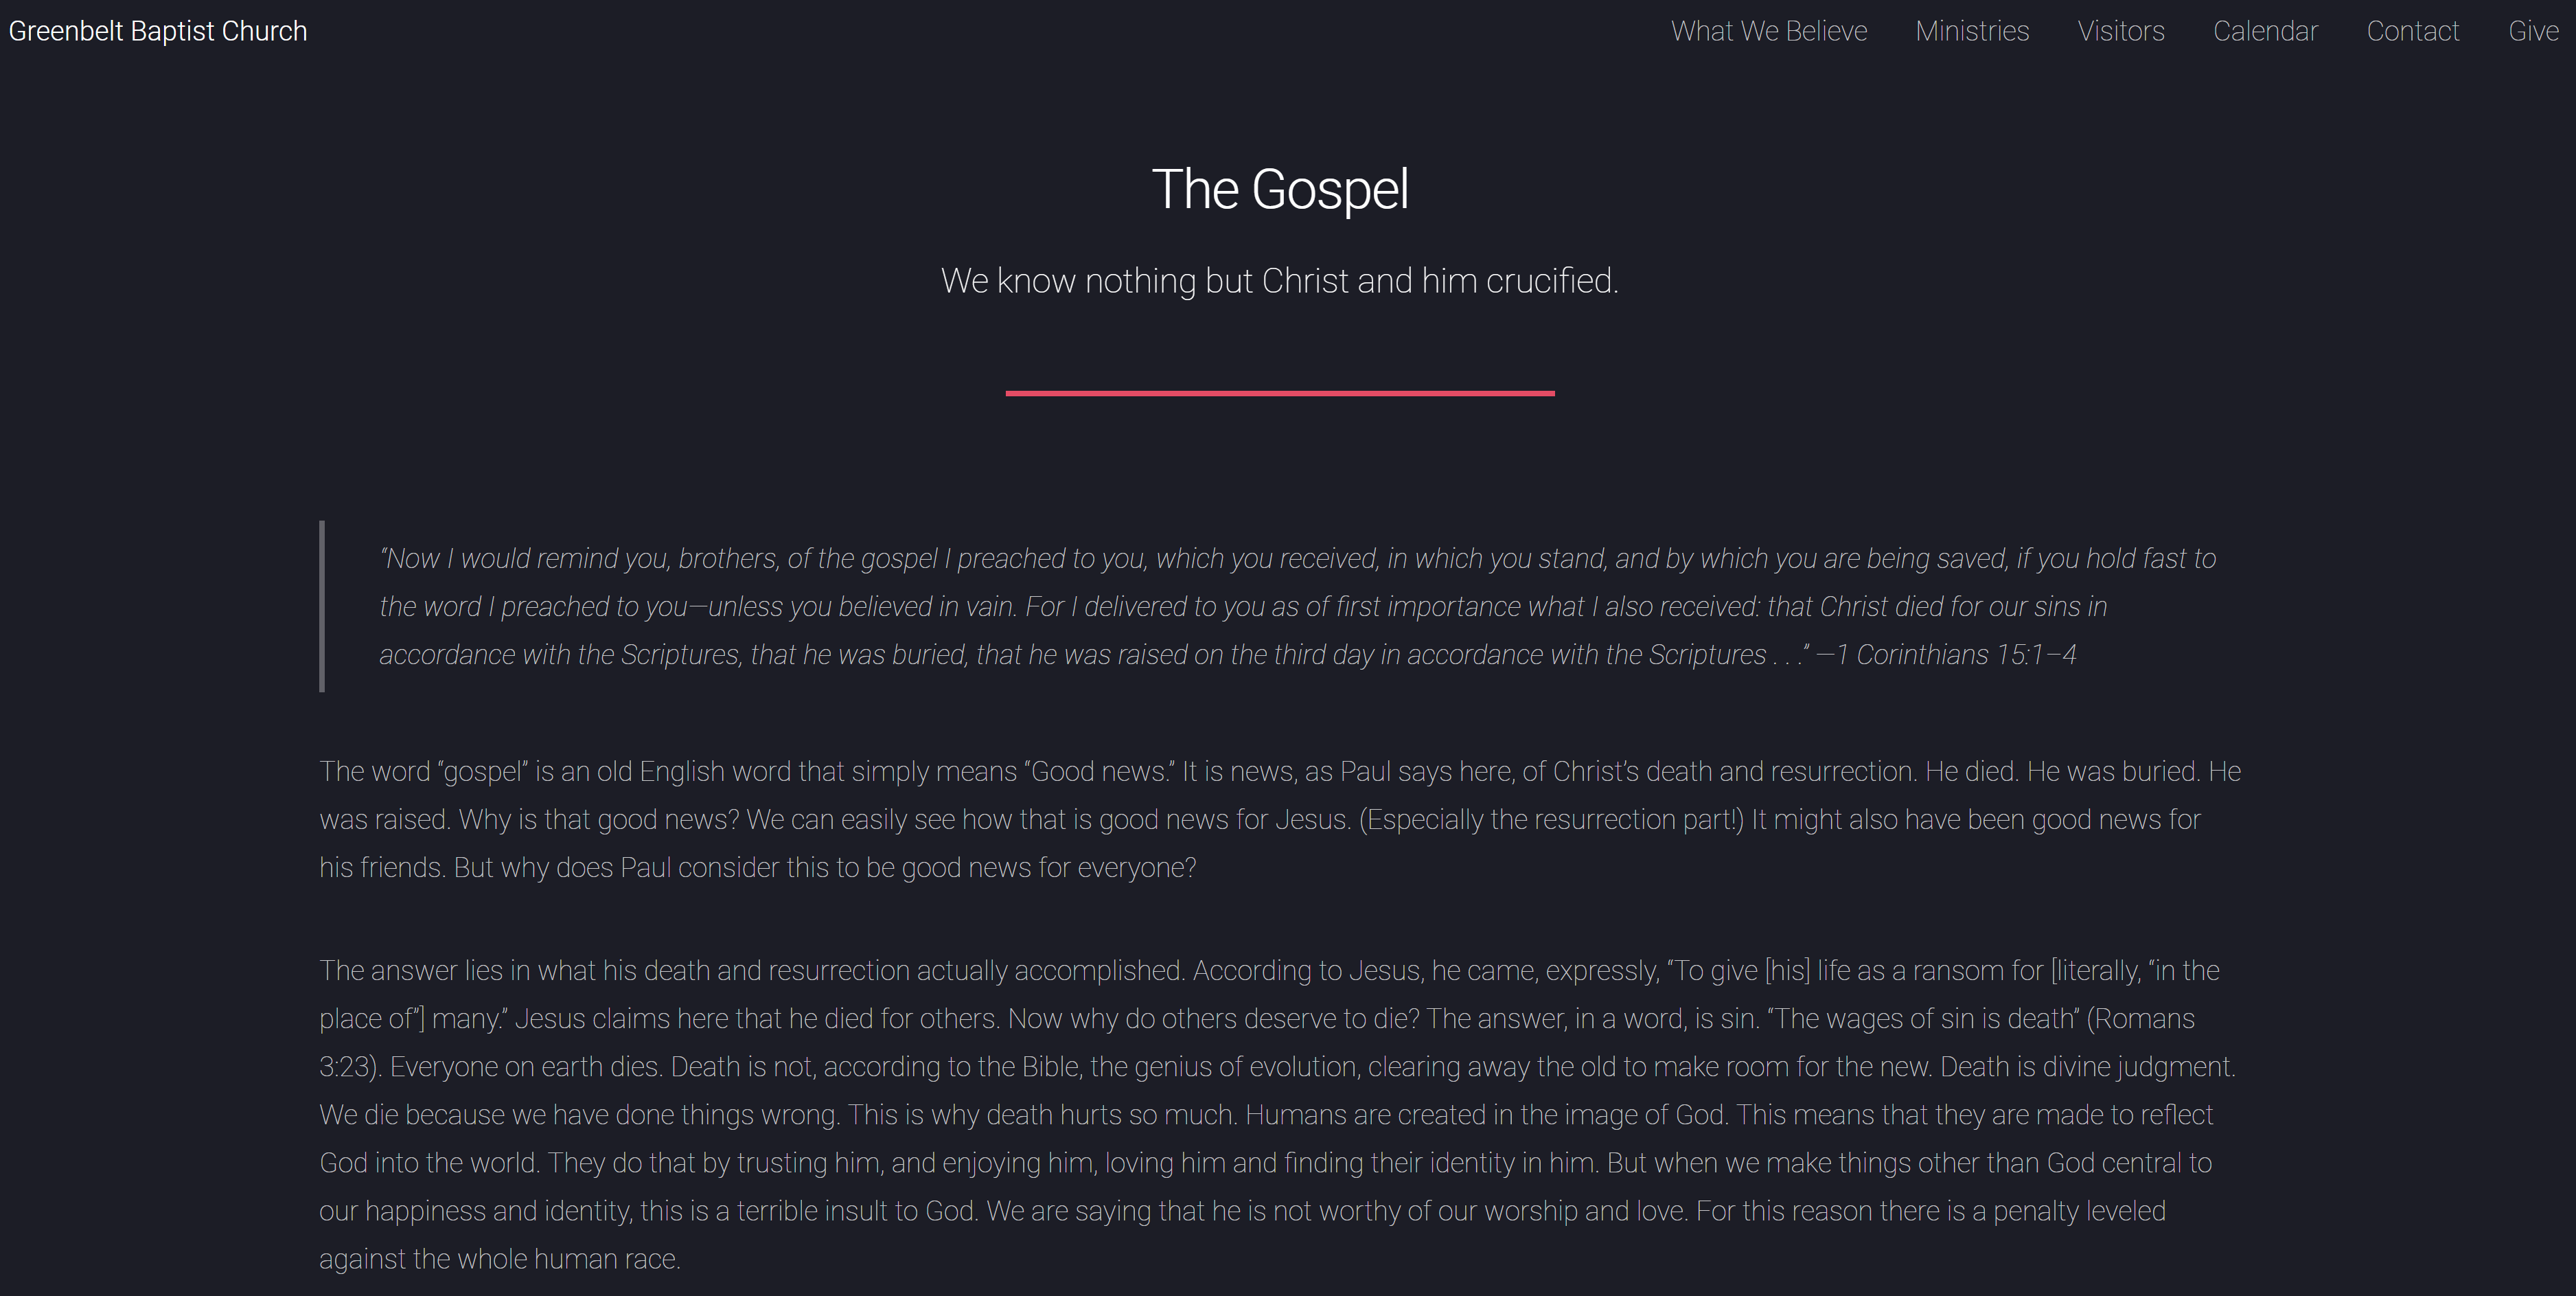 Greenbelt Baptist Church
What We Believe
Ministries
Visitors
Calendar
Contact
Give
The Gospel
We know nothing but Christ and him crucified.
“Now I would remind you, brothers, of the gospel I preached to you, which you received, in which you stand, and by which you are being saved, if you hold fast to
the word I preached to you—unless you believed in vain. For I delivered to you as of first importance what I also received: that Christ died for our sins in
accordance with the Scriptures, that he was buried, that he was raised on the third day in accordance with the Scriptures . . .” —1 Corinthians 15:1–4
The word “gospel” is an old English word that simply means “Good news.” It is news, as Paul says here, of Christ’s death and resurrection. He died. He was buried. He
was raised. Why is that good news? We can easily see how that is good news for Jesus. (Especially the resurrection part!) It might also have been good news for
his friends. But why does Paul consider this to be good news for everyone?
The answer lies in what his death and resurrection actually accomplished. According to Jesus, he came, expressly, “To give [his] life as a ransom for [literally, “in the
place of”] many.” Jesus claims here that he died for others. Now why do others deserve to die? The answer, in a word, is sin. “The wages of sin is death” (Romans
3:23). Everyone on earth dies. Death is not, according to the Bible, the genius of evolution, clearing away the old to make room for the new. Death is divine judgment.
We die because we have done things wrong. This is why death hurts so much. Humans are created in the image of God. This means that they are made to reflect
God into the world. They do that by trusting him, and enjoying him, loving him and finding their identity in him. But when we make things other than God central to
our happiness and identity, this is a terrible insult to God. We are saying that he is not worthy of our worship and love. For this reason there is a penalty leveled
against the whole human race.